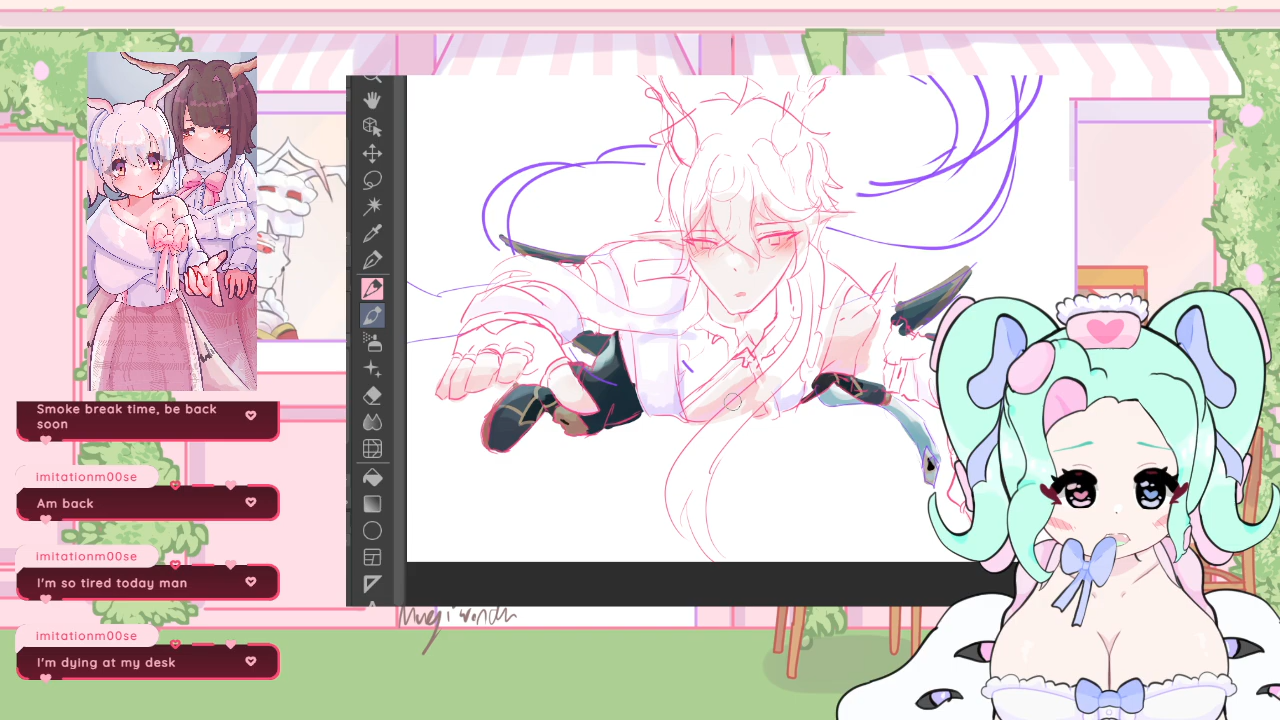 Smoke break time, be back
soon
imitationm00se
Am back
imitationm00se
I'm so tired today man
imitationm00se
I'm dying at my desk